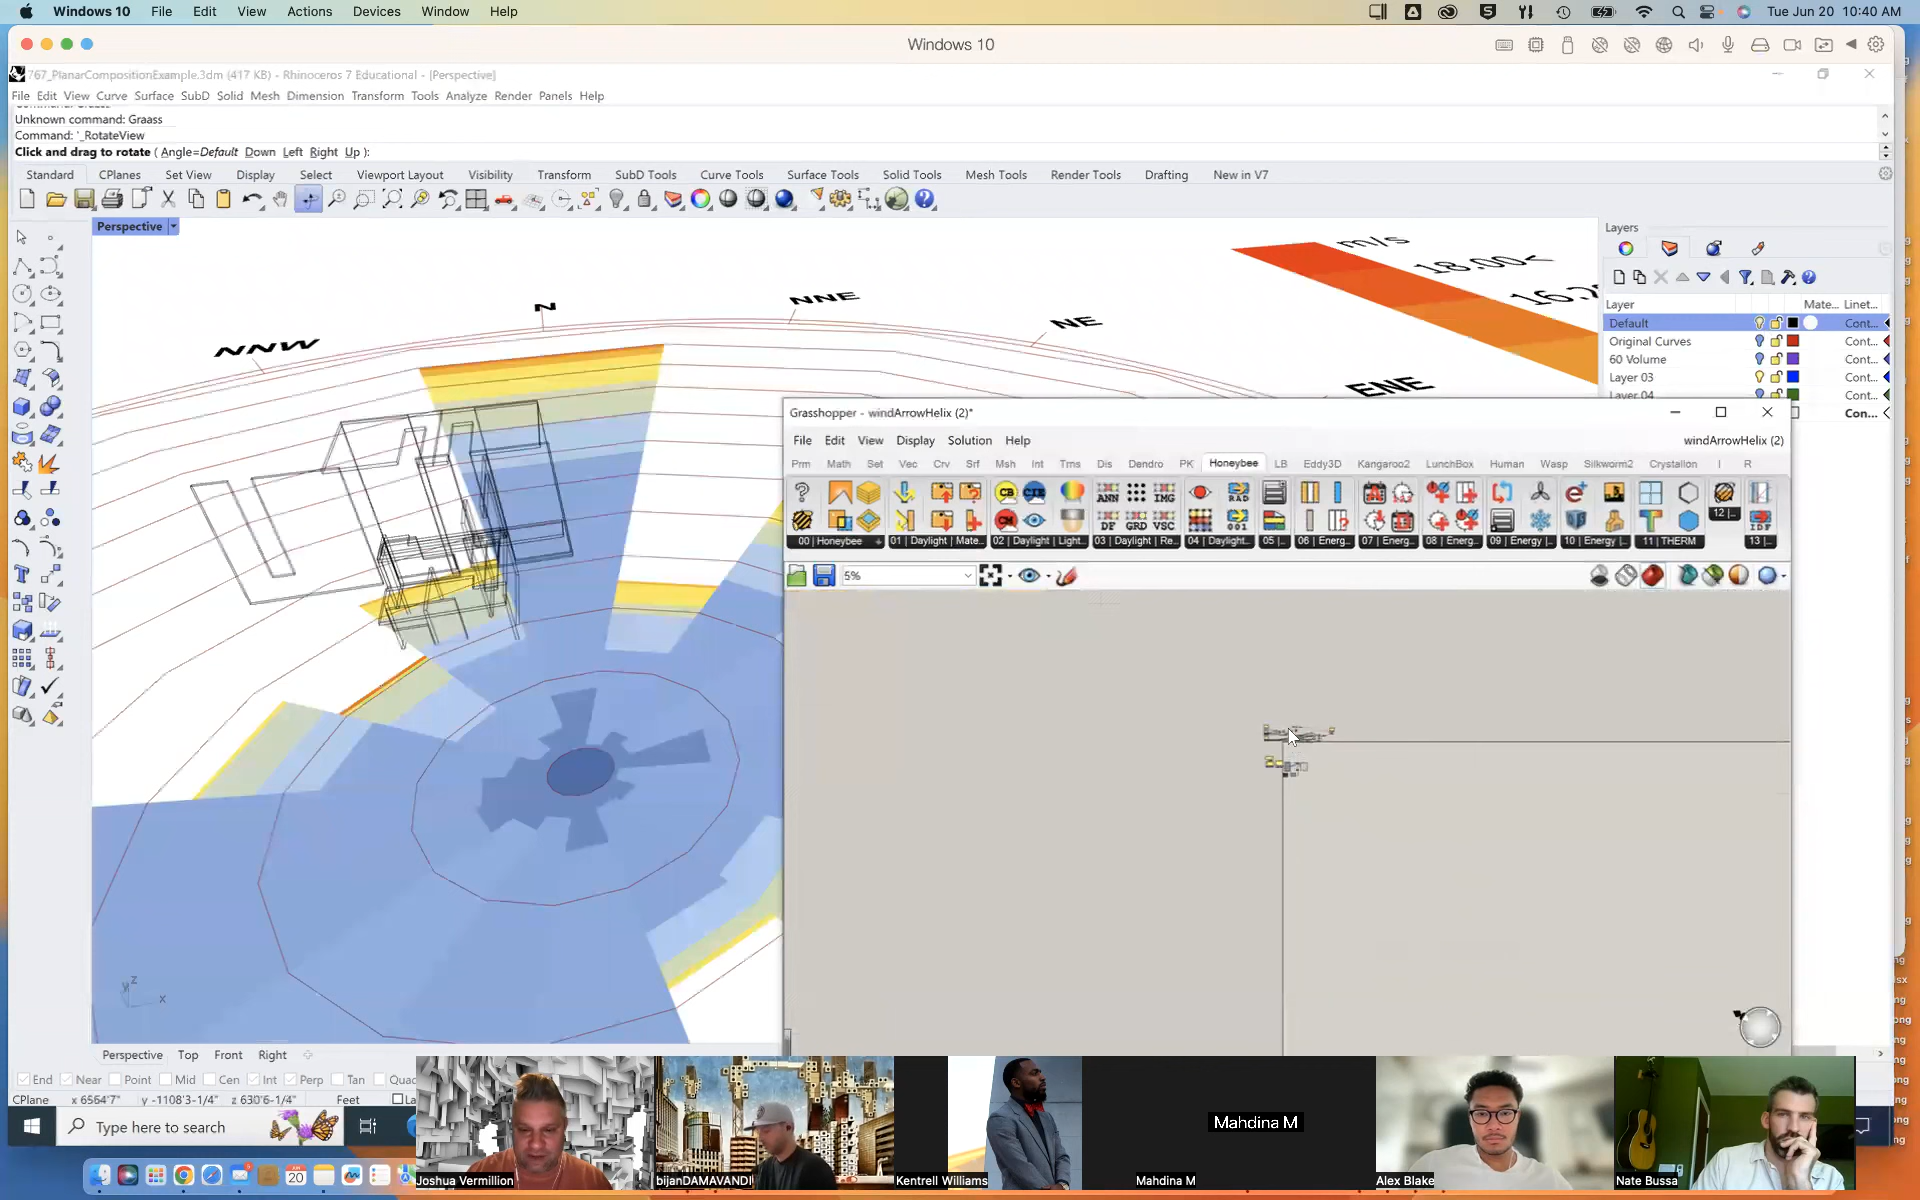 Windows 10 File Edit View Actions Devices Window Help
Tue Jun 20 10:40 AM
Windows 10
767_PlanarCompositionExample.3dm (417 KB) - Rhinoceros 7 Educational - [Perspective]
File Edit View Curve Surface SubD Solid Mesh Dimension Transform Tools Analyze Render Panels Help
Unknown command: Graass
Command: '_RotateView
Click and drag to rotate ( Angle=Default Down Left Right Up ):
Standard CPlanes Set View Display Select Viewport Layout Visibility Transform SubD Tools Curve Tools Surface Tools Solid Tools Mesh Tools Render Tools Drafting New in V7
Perspective
Layers
Layer Mate... Linet...
Default Cont...
Original Curves Cont...
60 Volume Cont...
Layer 03 Cont...
Layer 04
Con...
m/s
18.00<
N
NNE
NE
NNW
ENE
Grasshopper - windArrowHelix (2)*
File Edit View Display Solution Help
windArrowHelix (2)
Prm Math Set Vec Crv Srf Msh Int Trns Dis Dendro PK Honeybee LB Eddy3D Kangaroo2 LunchBox Human Wasp Silkworm2 Crystallon I R
00 | Honeybee
01 | Daylight | Mate...
02 | Daylight | Light...
03 | Daylight | Re...
04 | Daylight...
05 |...
06 | Energ...
07 | Energ...
08 | Energ...
09 | Energy |...
10 | Energy |...
11 | THERM
12 |...
13 |...
5%
z
x
Perspective Top Front Right
End Near Point Mid Cen Int Perp Tan Quad
CPlane x 6564'7" y -1108'3-1/4" z 630'6-1/4" Feet
Type here to search
Joshua Vermillion
bijanDAMAVANDI
Kentrell Williams
Mahdina M
Mahdina M
Alex Blake
Nate Bussa